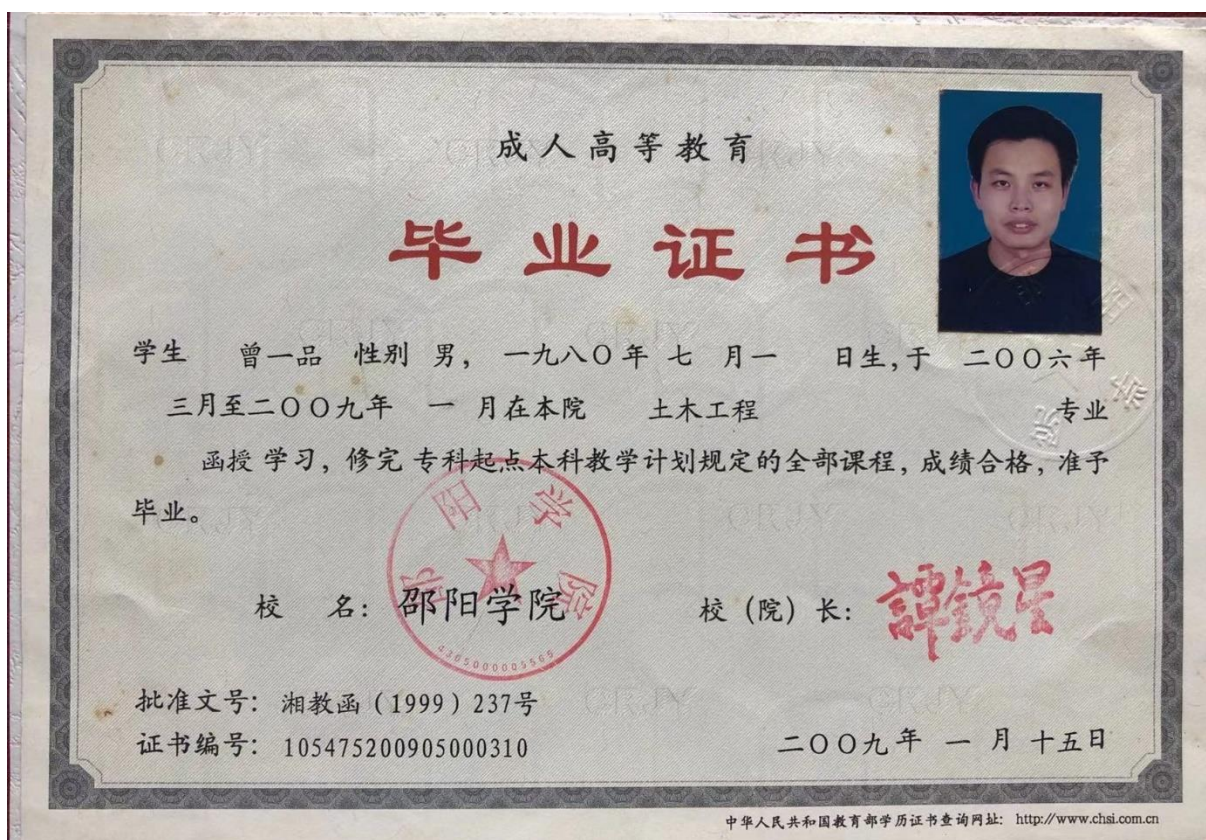 成人高等教育
毕业证书
学生 曾一品 性别 男, 一九八〇年 七 月一 日生,于 二〇〇六年
三月至二〇〇九年 一 月在本院 土木工程 专业
函授 学习, 修完 专科起点本科教学计划规定的全部课程, 成绩合格, 准予
毕业。
校 名: 邵阳学院 校(院)长: 譚鏡星
邵阳学院
4305000005565
批准文号: 湘教函(1999)237号
证书编号: 105475200905000310 二〇〇九年 一 月 十五日
中华人民共和国教育部学历证书查询网址: http://www.chsi.com.cn